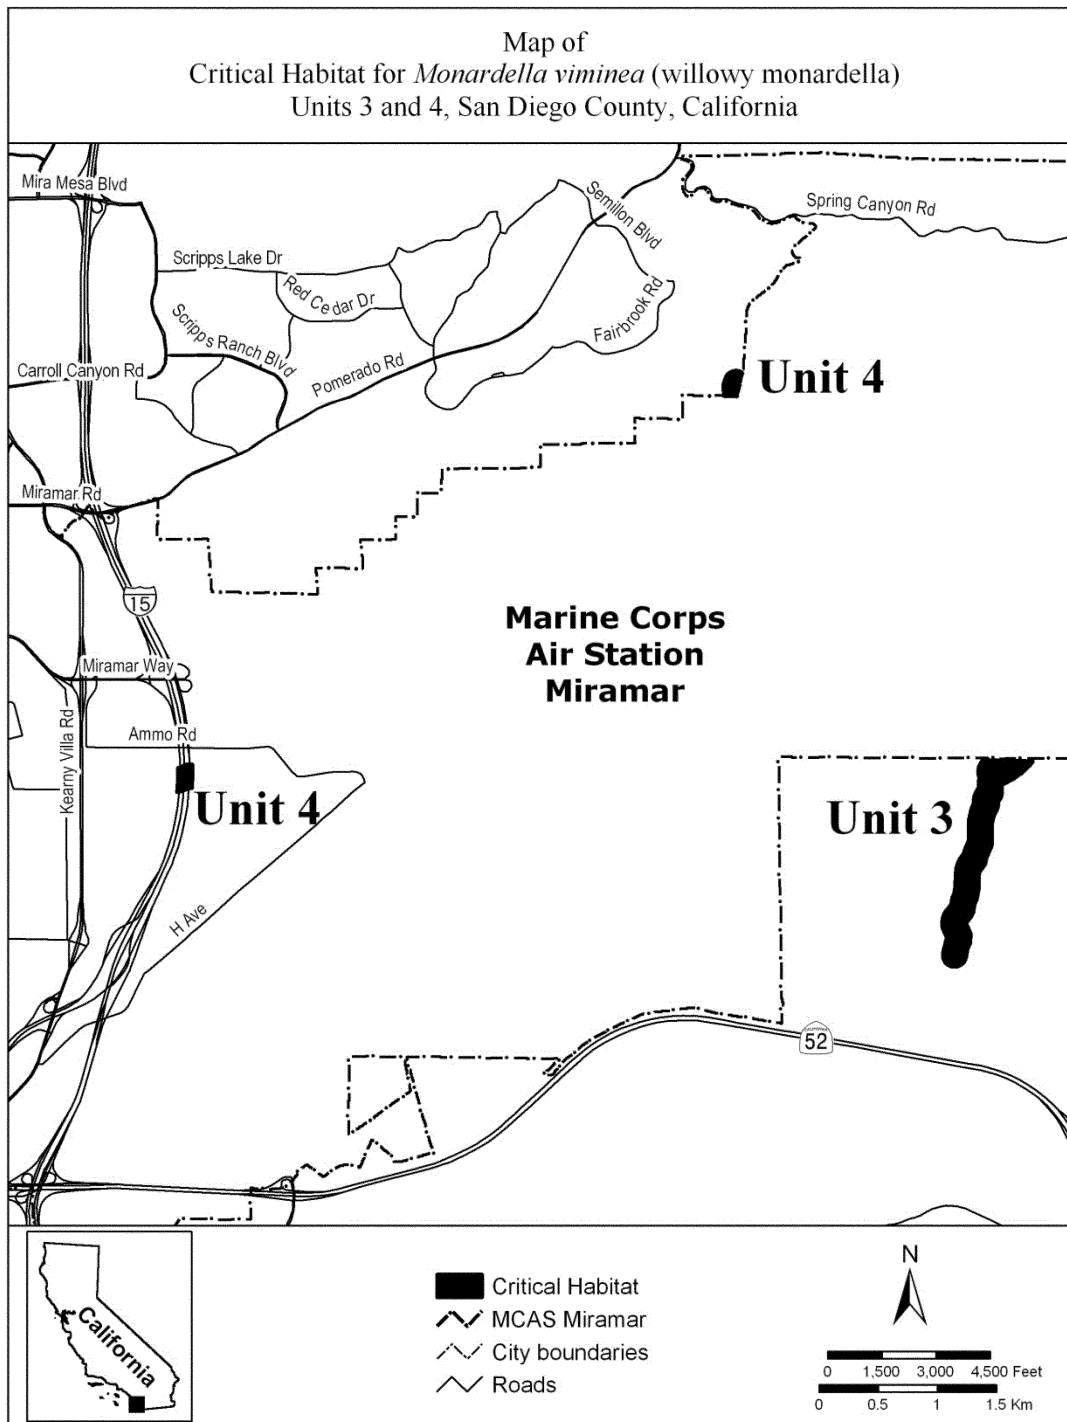 Map of
Critical Habitat for Monardella viminea (willowy monardella)
Units 3 and 4, San Diego County, California
Mira Mesa Blvd
Semillon Blvd
Spring Canyon Rd
Scripps Lake Dr
Red Cedar Dr
Fairbrook Rd
Scripps Ranch Blvd
Carroll Canyon Rd
Pomerado Rd
Unit 4
Miramar Rd
15
Marine Corps
Air Station
Miramar
Miramar Way
Kearny Villa Rd
Ammo Rd
Unit 4
Unit 3
H Ave
CALIFORNIA
52
California
Critical Habitat
MCAS Miramar
City boundaries
Roads
N
0 1,500 3,000 4,500 Feet
0 0.5 1 1.5 Km